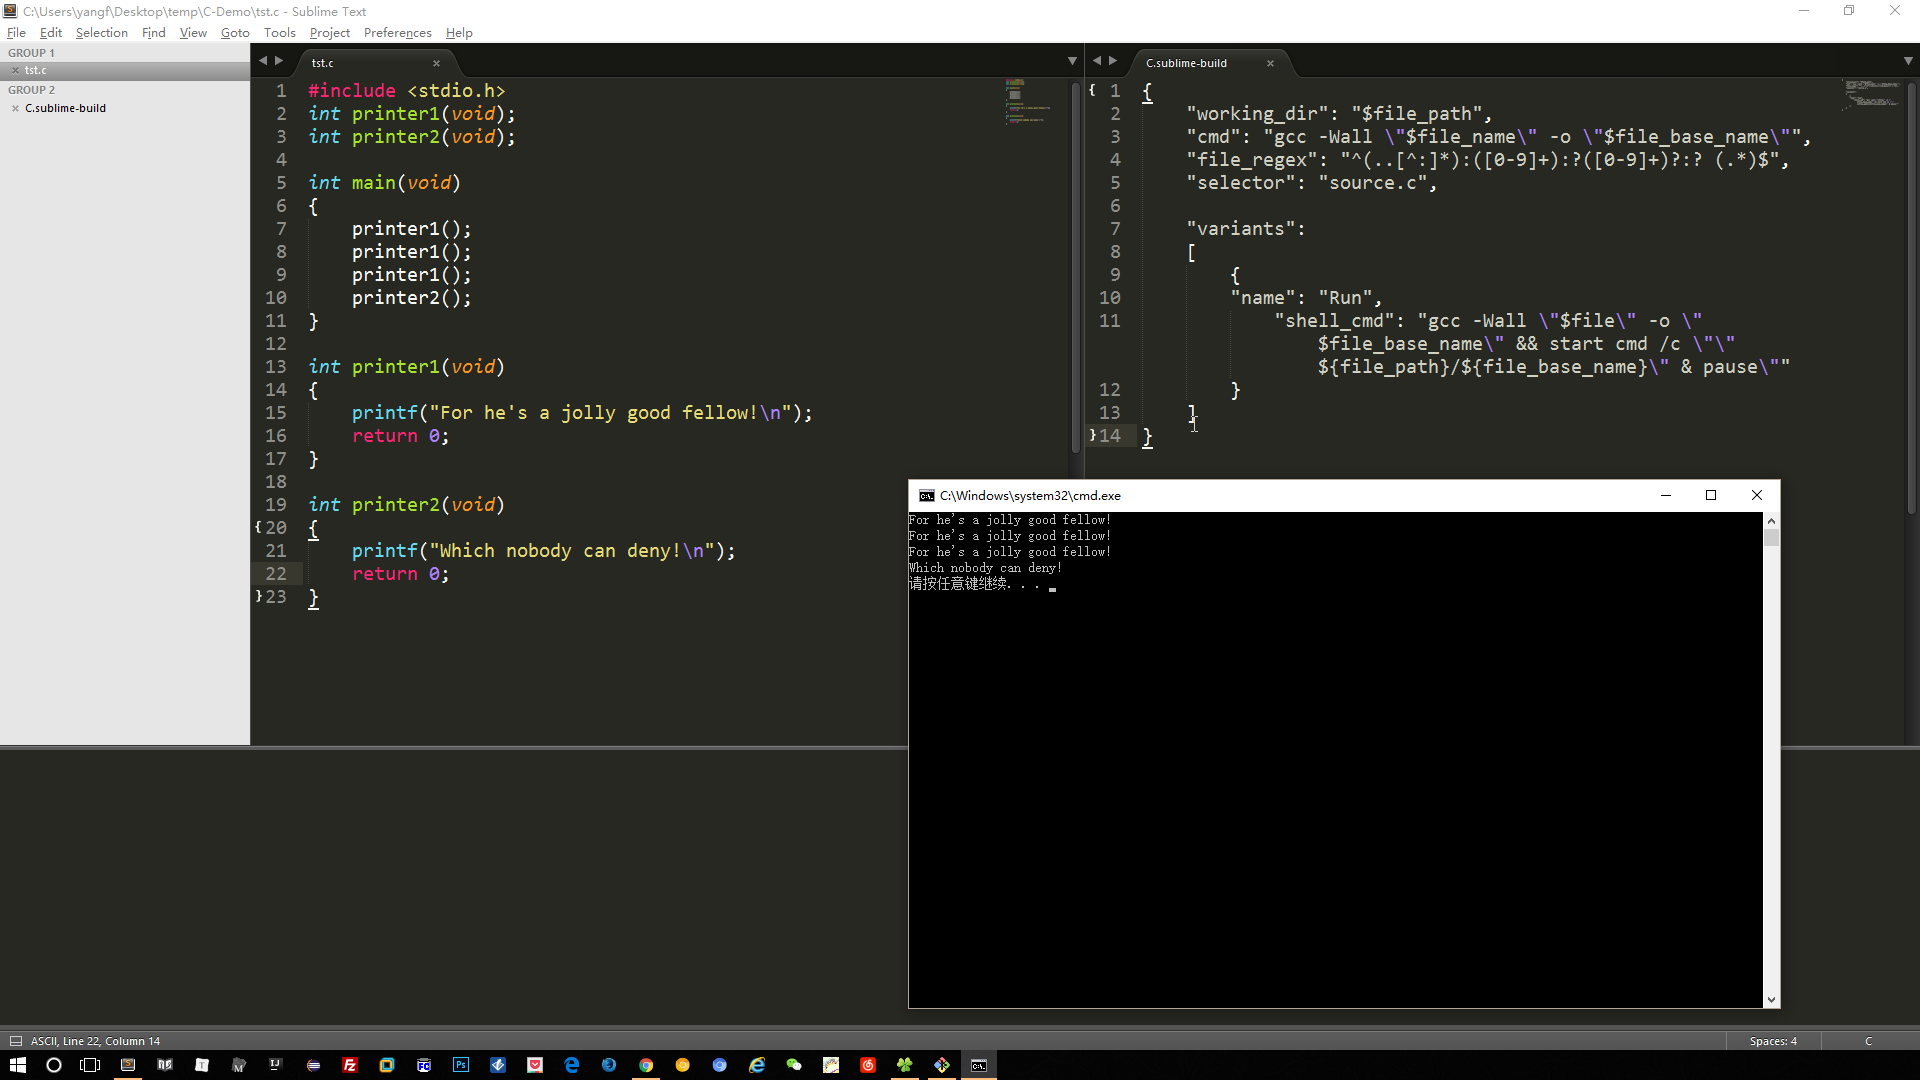 C:\Users\yangf\Desktop\temp\C-Demo\tst.c - Sublime Text
File Edit Selection Find View Goto Tools Project Preferences Help
GROUP 1
tst.c
GROUP 2
C.sublime-build
tst.c
1 #include <stdio.h>
2 int printer1(void);
3 int printer2(void);
4
5 int main(void)
6 {
7 printer1();
8 printer1();
9 printer1();
10 printer2();
11 }
12
13 int printer1(void)
14 {
15 printf("For he's a jolly good fellow!\n");
16 return 0;
17 }
18
19 int printer2(void)
20 {
21 printf("Which nobody can deny!\n");
22 return 0;
23 }
C.sublime-build
1 {
2 "working_dir": "$file_path",
3 "cmd": "gcc -Wall \"$file_name\" -o \"$file_base_name\"",
4 "file_regex": "^(..[^:]*):([0-9]+):?([0-9]+)?:? (.*)$",
5 "selector": "source.c",
6
7 "variants":
8 [
9 {
10 "name": "Run",
11 "shell_cmd": "gcc -Wall \"$file\" -o \"
$file_base_name\" && start cmd /c \"\"
${file_path}/${file_base_name}\" & pause\""
12 }
13 ]
14 }
C:\Windows\system32\cmd.exe
For he's a jolly good fellow!
For he's a jolly good fellow!
For he's a jolly good fellow!
Which nobody can deny!
请按任意键继续. . .
ASCII, Line 22, Column 14
Spaces: 4
C